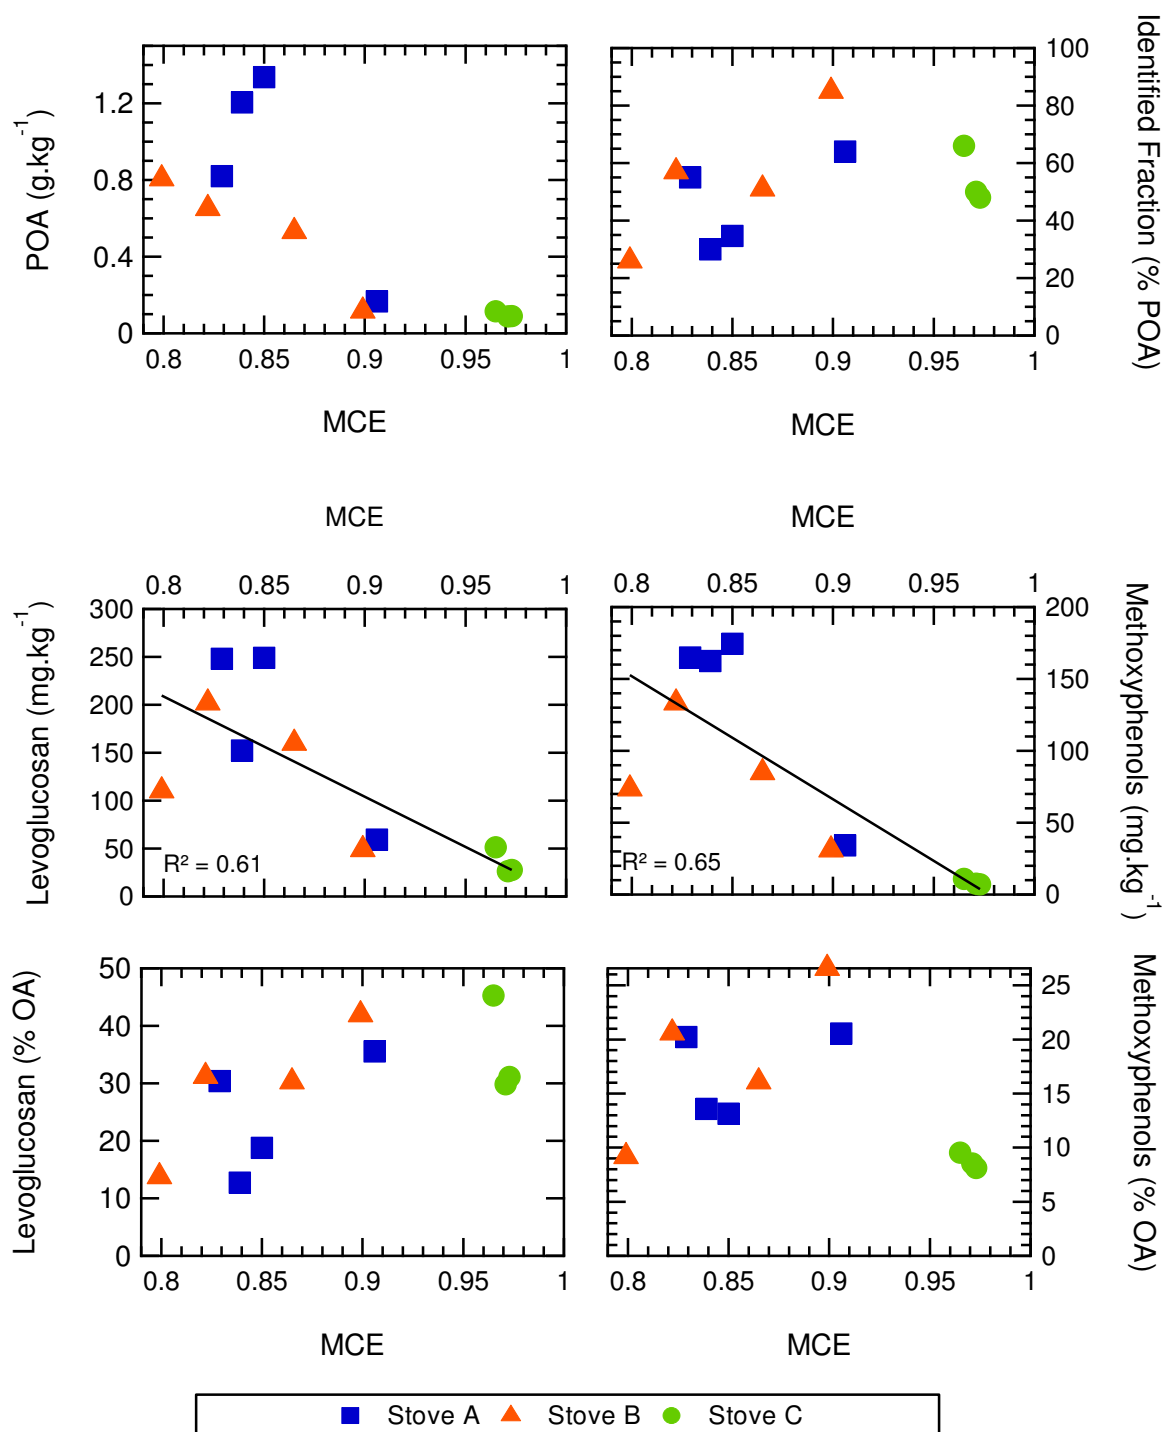 POA (g.kg-1)
1.2
0.8
0.4
0
0.8 0.85 0.9 0.95 1
MCE
Identified Fraction (% POA)
100
80
60
40
20
0
0.8 0.85 0.9 0.95 1
MCE
MCE
0.8 0.85 0.9 0.95 1
Levoglucosan (mg.kg-1)
300
250
200
150
100
50
0
R² = 0.61
MCE
0.8 0.85 0.9 0.95 1
Methoxyphenols (mg.kg-1)
200
150
100
50
0
R² = 0.65
Levoglucosan (% OA)
50
40
30
20
10
0
0.8 0.85 0.9 0.95 1
MCE
Methoxyphenols (% OA)
25
20
15
10
5
0
0.8 0.85 0.9 0.95 1
MCE
Stove A Stove B Stove C